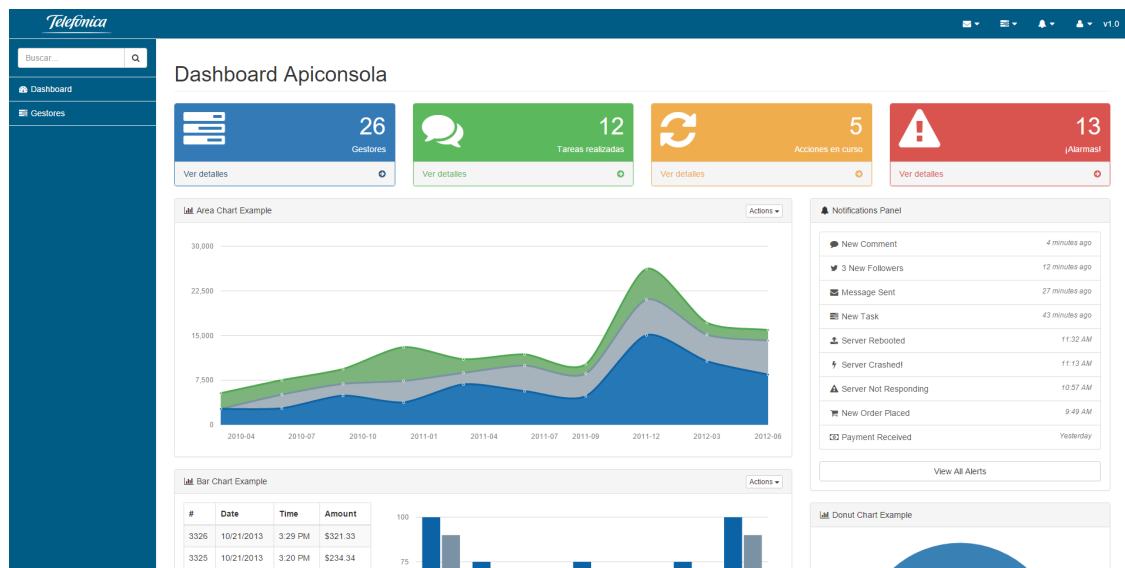 Telefónica
v1.0
Buscar...
Dashboard
Gestores
Dashboard Apiconsola
26
Gestores
Ver detalles
12
Tareas realizadas
Ver detalles
5
Acciones en curso
Ver detalles
13
¡Alarmas!
Ver detalles
Area Chart Example
Actions
30,000
22,500
15,000
7,500
0
2010-04 2010-07 2010-10 2011-01 2011-04 2011-07 2011-09 2011-12 2012-03 2012-06
Notifications Panel
New Comment 4 minutes ago
3 New Followers 12 minutes ago
Message Sent 27 minutes ago
New Task 43 minutes ago
Server Rebooted 11:32 AM
Server Crashed! 11:13 AM
Server Not Responding 10:57 AM
New Order Placed 9:49 AM
Payment Received Yesterday
View All Alerts
Bar Chart Example
Actions
# Date Time Amount
3326 10/21/2013 3:29 PM $321.33
3325 10/21/2013 3:20 PM $234.34
100
75
Donut Chart Example